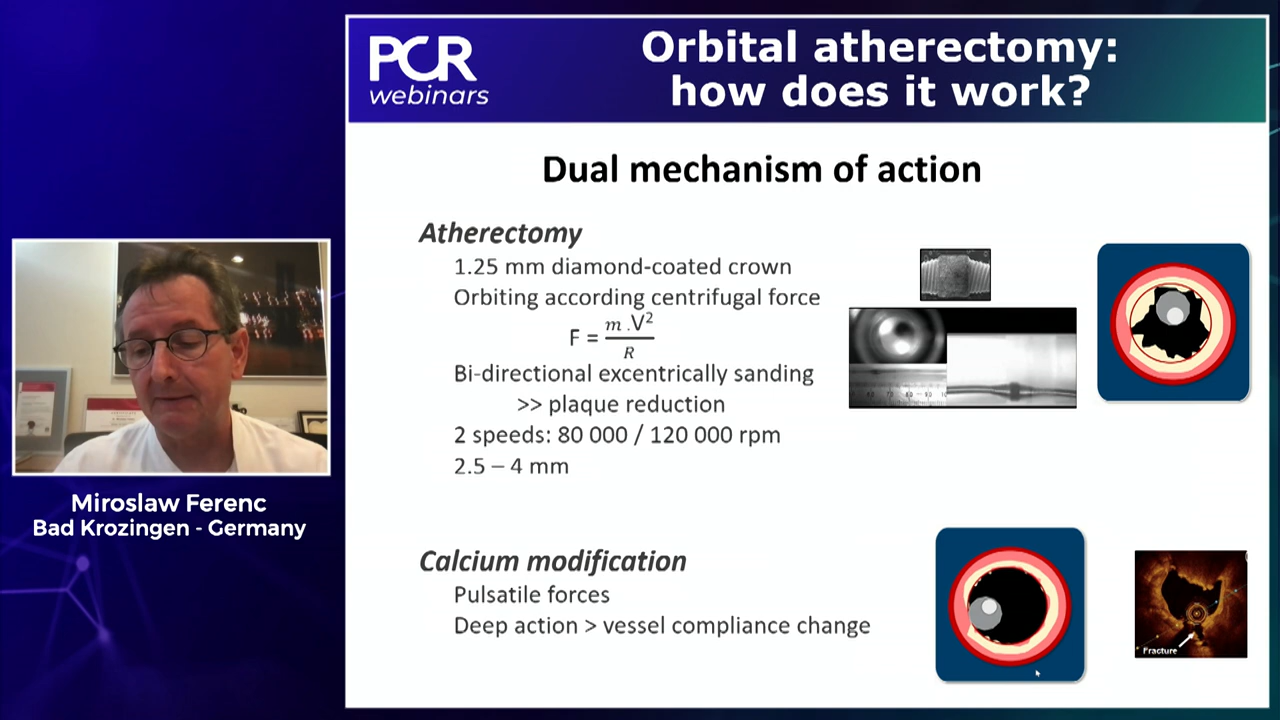 PCR
webinars
Orbital atherectomy:
how does it work?
Dual mechanism of action
Atherectomy
1.25 mm diamond-coated crown
Orbiting according centrifugal force
F = m .V² / R
Bi-directional excentrically sanding
>> plaque reduction
2 speeds: 80 000 / 120 000 rpm
2.5 – 4 mm
Calcium modification
Pulsatile forces
Deep action > vessel compliance change
Fracture
Miroslaw Ferenc
Bad Krozingen - Germany